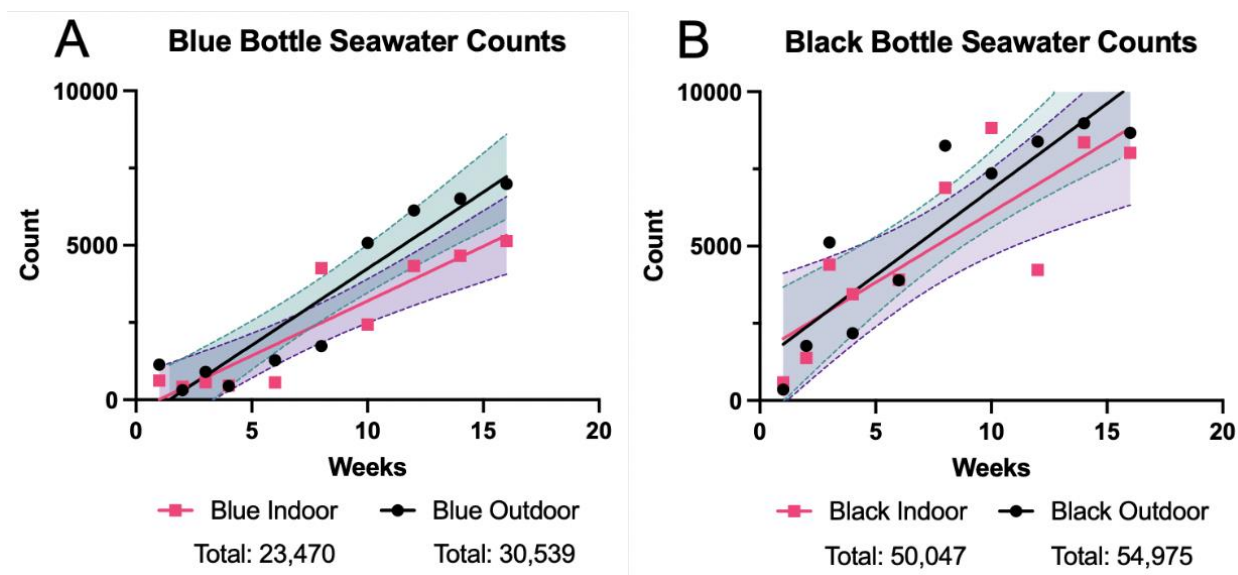 A
Blue Bottle Seawater Counts
10000
5000
0
Count
0 5 10 15 20
Weeks
Blue Indoor Blue Outdoor
Total: 23,470 Total: 30,539
B
Black Bottle Seawater Counts
10000
5000
0
Count
0 5 10 15 20
Weeks
Black Indoor Black Outdoor
Total: 50,047 Total: 54,975